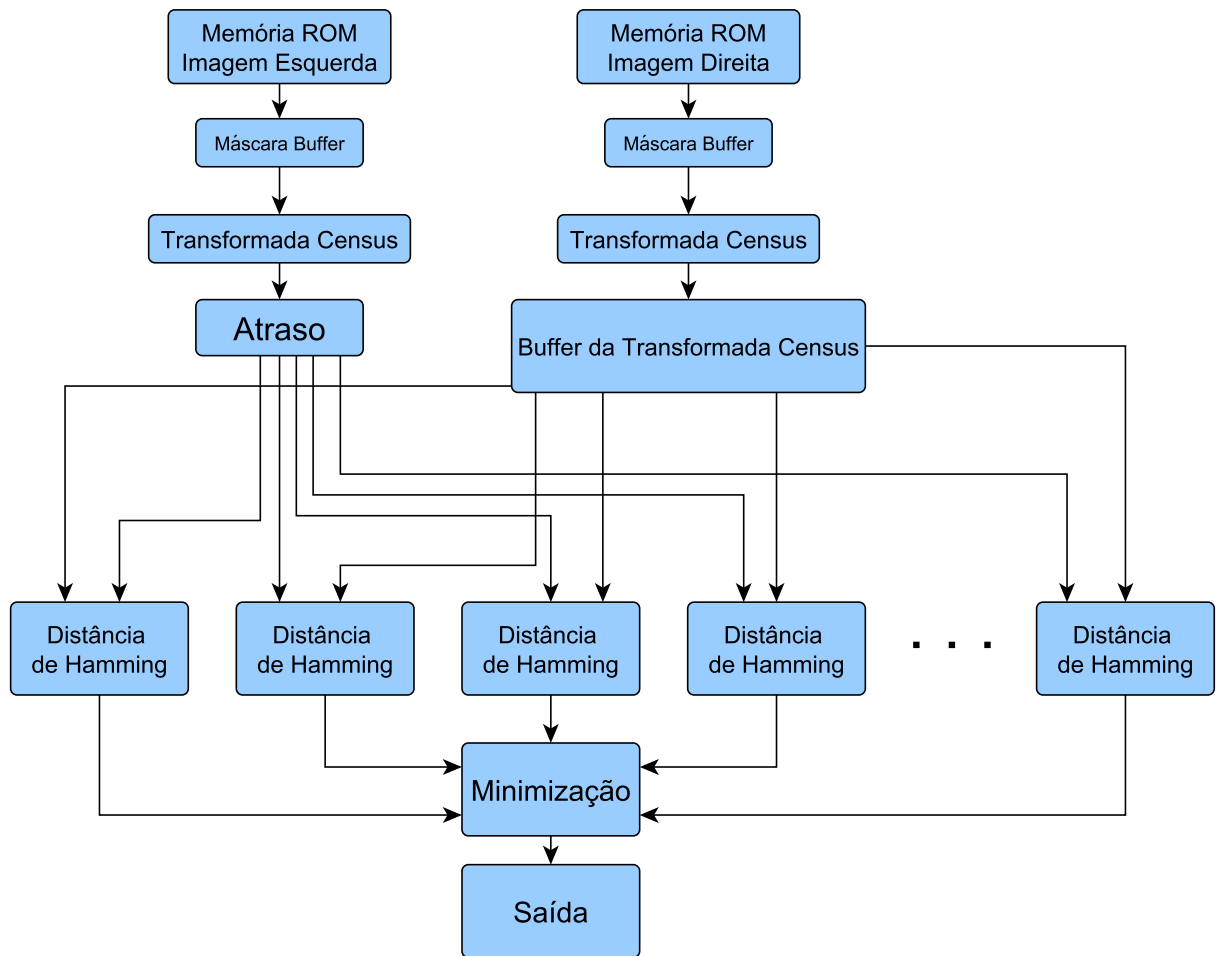 Memória ROM
Imagem Esquerda
Memória ROM
Imagem Direita
Máscara Buffer
Máscara Buffer
Transformada Census
Transformada Census
Atraso
Buffer da Transformada Census
Distância
de Hamming
Distância
de Hamming
Distância
de Hamming
Distância
de Hamming
. . .
Distância
de Hamming
Minimização
Saída